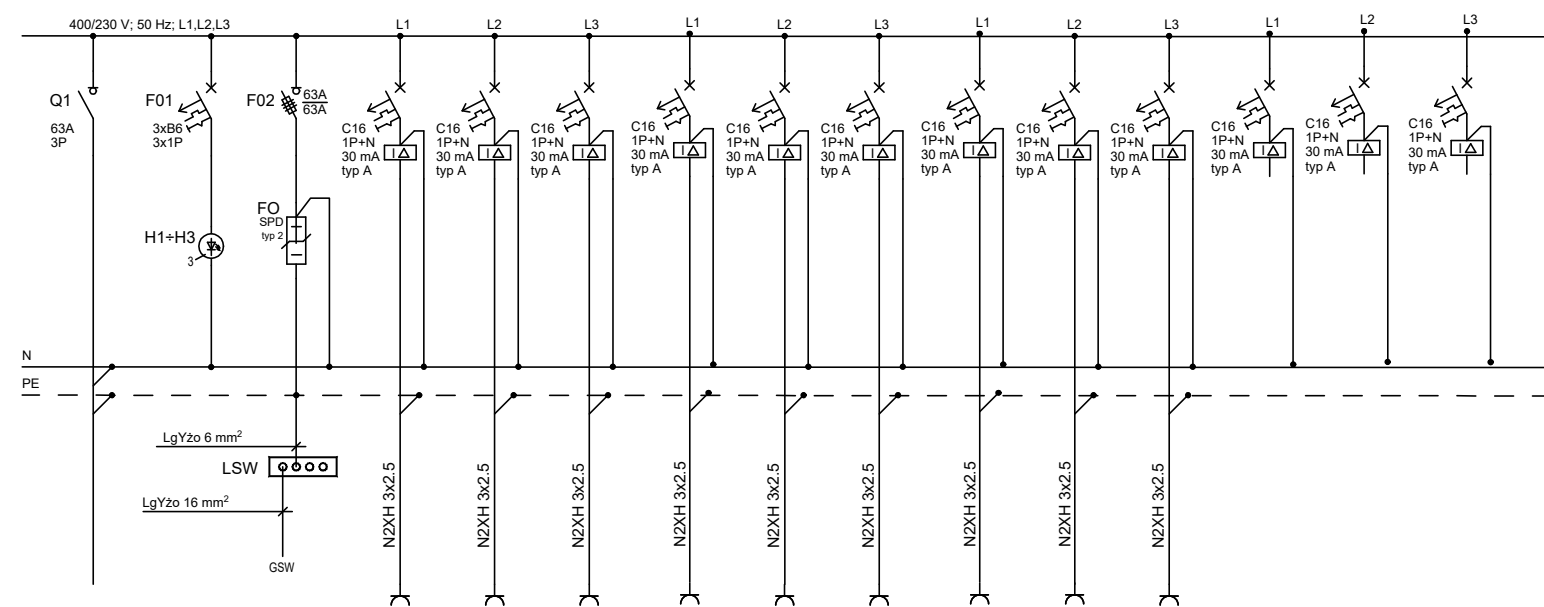 400/230 V; 50 Hz; L1,L2,L3
L1
L2
L3
L1
L2
L3
L1
L2
L3
L1
L2
L3
Q1
63A
3P
F01
3xB6
3x1P
F02
63A
63A
C16
1P+N
30 mA
typ A
C16
1P+N
30 mA
typ A
C16
1P+N
30 mA
typ A
C16
1P+N
30 mA
typ A
C16
1P+N
30 mA
typ A
C16
1P+N
30 mA
typ A
C16
1P+N
30 mA
typ A
C16
1P+N
30 mA
typ A
C16
1P+N
30 mA
typ A
C16
1P+N
30 mA
typ A
C16
1P+N
30 mA
typ A
C16
1P+N
30 mA
typ A
I∆
I∆
I∆
I∆
I∆
I∆
I∆
I∆
I∆
I∆
I∆
I∆
H1÷H3
3
FO
SPD
typ 2
N
PE
LgYżo 6 mm²
LSW
LgYżo 16 mm²
GSW
N2XH 3x2.5
N2XH 3x2.5
N2XH 3x2.5
N2XH 3x2.5
N2XH 3x2.5
N2XH 3x2.5
N2XH 3x2.5
N2XH 3x2.5
N2XH 3x2.5